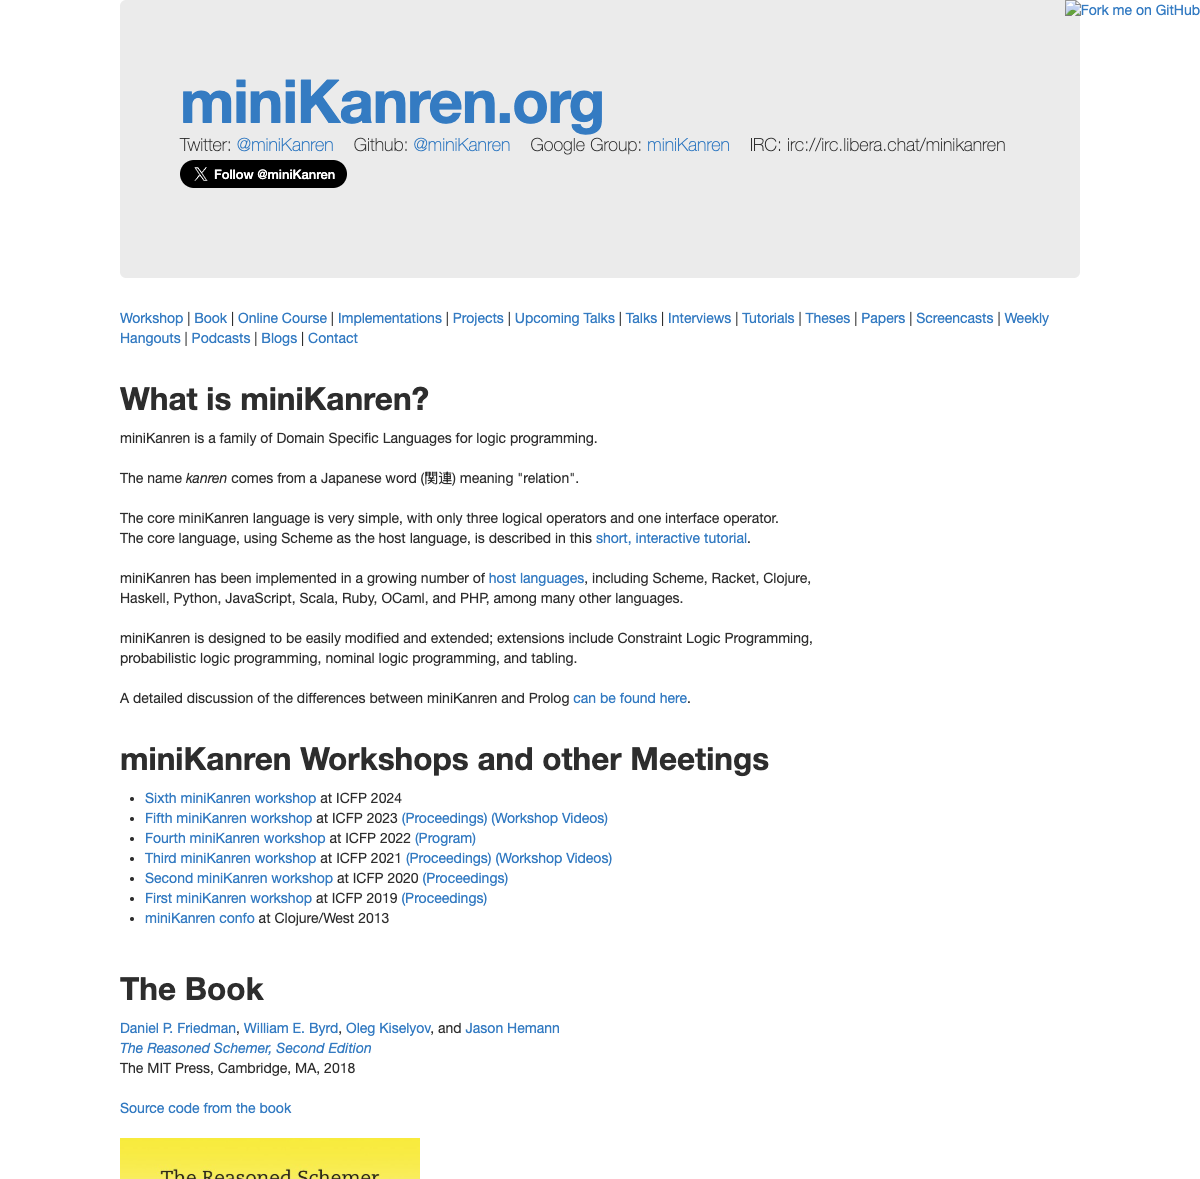 Fork me on GitHub
miniKanren.org
Twitter: @miniKanren Github: @miniKanren Google Group: miniKanren IRC: irc://irc.libera.chat/minikanren
Follow @miniKanren
Workshop | Book | Online Course | Implementations | Projects | Upcoming Talks | Talks | Interviews | Tutorials | Theses | Papers | Screencasts | Weekly
Hangouts | Podcasts | Blogs | Contact
What is miniKanren?
miniKanren is a family of Domain Specific Languages for logic programming.
The name kanren comes from a Japanese word (関連) meaning "relation".
The core miniKanren language is very simple, with only three logical operators and one interface operator.
The core language, using Scheme as the host language, is described in this short, interactive tutorial.
miniKanren has been implemented in a growing number of host languages, including Scheme, Racket, Clojure,
Haskell, Python, JavaScript, Scala, Ruby, OCaml, and PHP, among many other languages.
miniKanren is designed to be easily modified and extended; extensions include Constraint Logic Programming,
probabilistic logic programming, nominal logic programming, and tabling.
A detailed discussion of the differences between miniKanren and Prolog can be found here.
miniKanren Workshops and other Meetings
• Sixth miniKanren workshop at ICFP 2024
• Fifth miniKanren workshop at ICFP 2023 (Proceedings) (Workshop Videos)
• Fourth miniKanren workshop at ICFP 2022 (Program)
• Third miniKanren workshop at ICFP 2021 (Proceedings) (Workshop Videos)
• Second miniKanren workshop at ICFP 2020 (Proceedings)
• First miniKanren workshop at ICFP 2019 (Proceedings)
• miniKanren confo at Clojure/West 2013
The Book
Daniel P. Friedman, William E. Byrd, Oleg Kiselyov, and Jason Hemann
The Reasoned Schemer, Second Edition
The MIT Press, Cambridge, MA, 2018
Source code from the book
The Reasoned Schemer